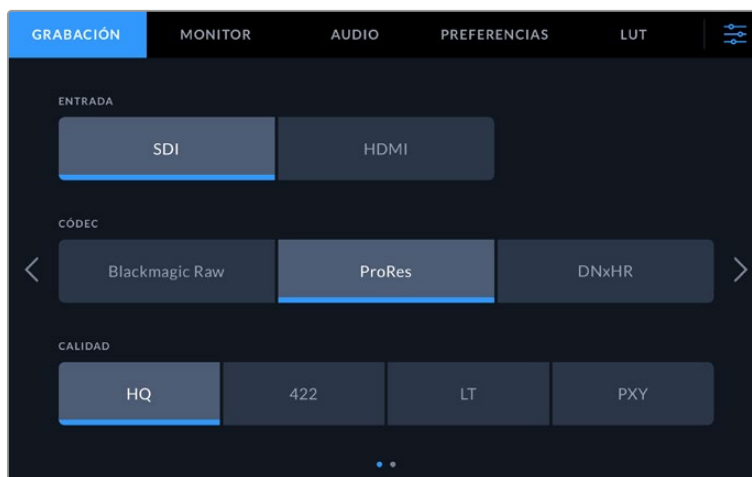 GRABACIÓN MONITOR AUDIO PREFERENCIAS LUT
ENTRADA
SDI HDMI
CÓDEC
Blackmagic Raw ProRes DNxHR
CALIDAD
HQ 422 LT PXY